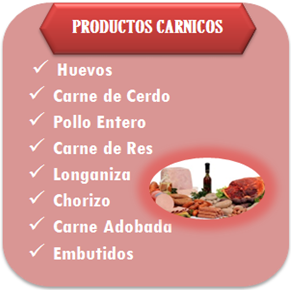 PRODUCTOS CARNICOS
✓ Huevos
✓ Carne de Cerdo
✓ Pollo Entero
✓ Carne de Res
✓ Longaniza
✓ Chorizo
✓ Carne Adobada
✓ Embutidos